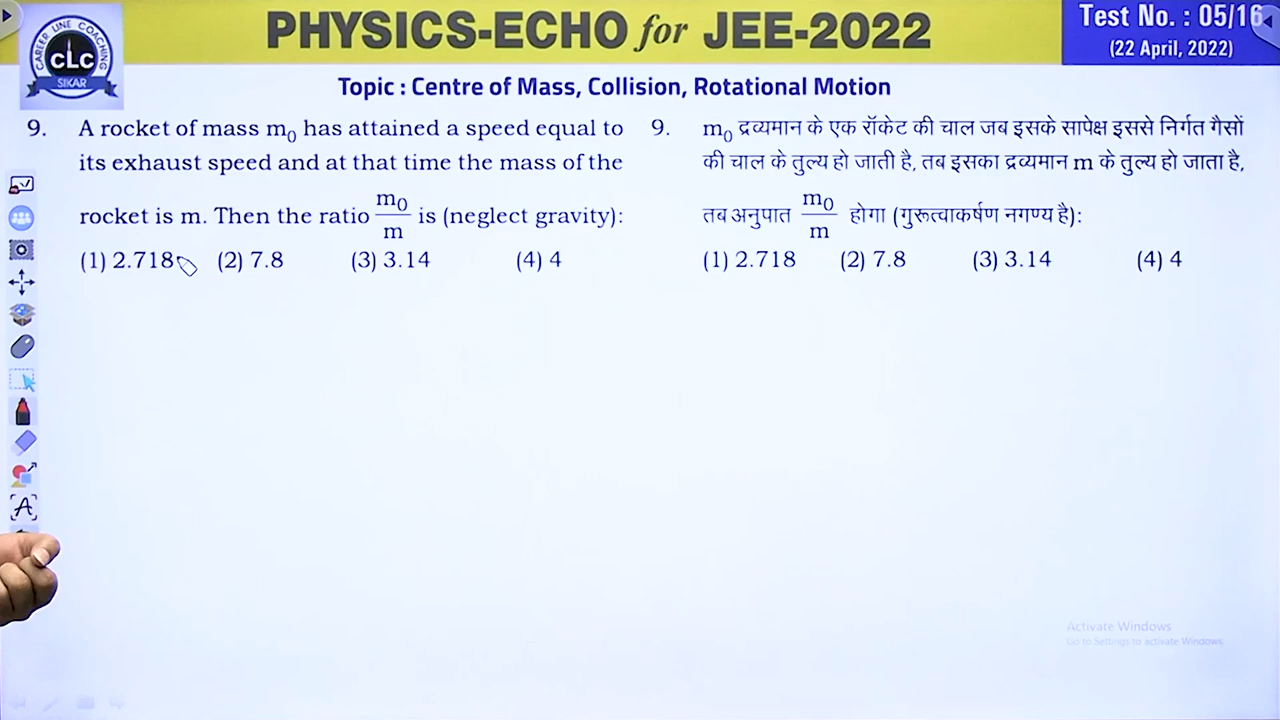 PHYSICS-ECHO for JEE-2022
Test No. : 05/16
(22 April, 2022)
CAREER LINE COACHING
CLC
SIKAR
Topic : Centre of Mass, Collision, Rotational Motion
9. A rocket of mass m₀ has attained a speed equal to
its exhaust speed and at that time the mass of the
rocket is m. Then the ratio m₀/m is (neglect gravity):
(1) 2.718 (2) 7.8 (3) 3.14 (4) 4
9. m₀ द्रव्यमान के एक रॉकेट की चाल जब इसके सापेक्ष इससे निर्गत गैसों
की चाल के तुल्य हो जाती है, तब इसका द्रव्यमान m के तुल्य हो जाता है,
तब अनुपात m₀/m होगा (गुरूत्वाकर्षण नगण्य है):
(1) 2.718 (2) 7.8 (3) 3.14 (4) 4
A
Activate Windows
Go to Settings to activate Windows.